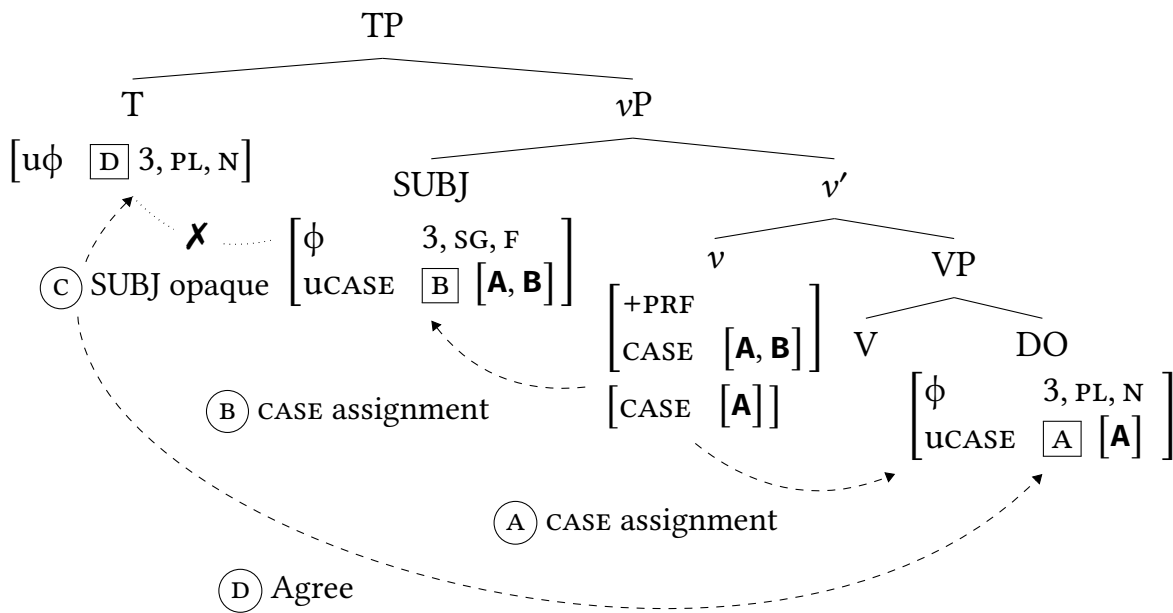 TP
T vP
[uϕ D 3, PL, N]
SUBJ v′
✗ [ϕ 3, SG, F
uCASE B [A, B]]
v VP
C SUBJ opaque
[+PRF
CASE [A, B]]
V DO
[CASE [A]]
[ϕ 3, PL, N
uCASE A [A]]
B CASE assignment
A CASE assignment
D Agree